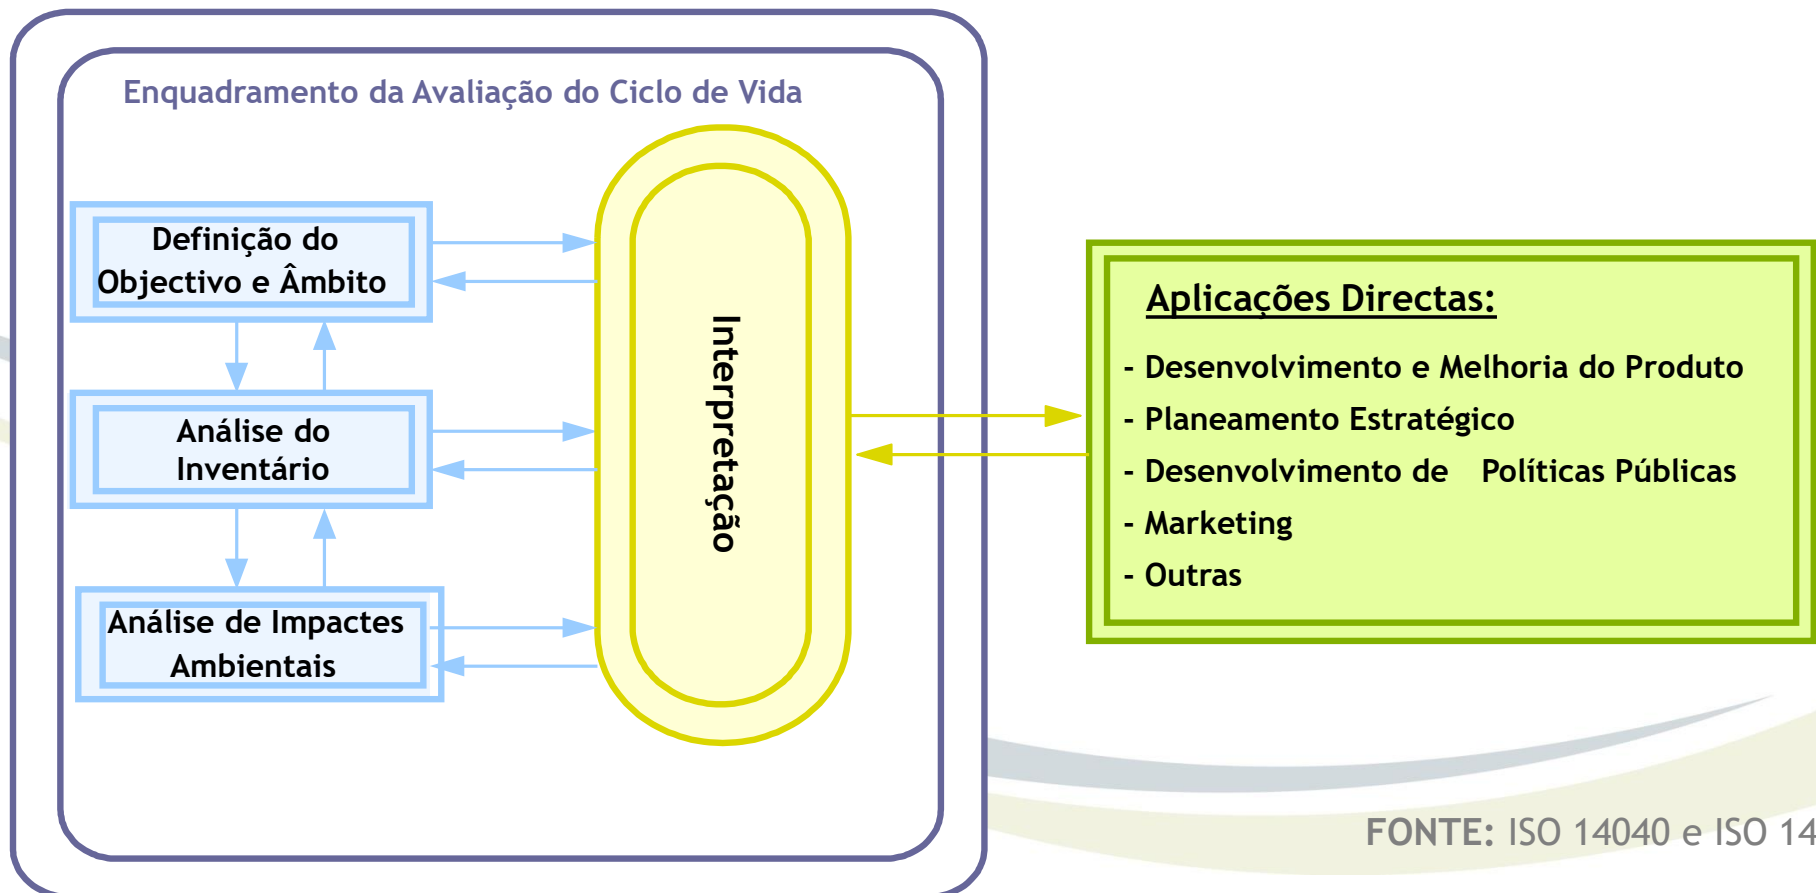 Enquadramento da Avaliação do Ciclo de Vida
Definição do
Objectivo e Âmbito
Análise do
Inventário
Análise de Impactes
Ambientais
Interpretação
Aplicações Directas:
- Desenvolvimento e Melhoria do Produto
- Planeamento Estratégico
- Desenvolvimento de Políticas Públicas
- Marketing
- Outras
FONTE: ISO 14040 e ISO 14